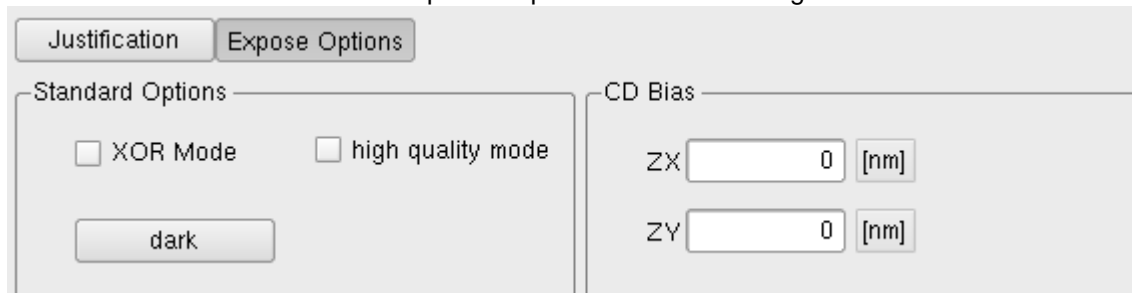 Justification Expose Options
Standard Options
XOR Mode high quality mode
dark
CD Bias
ZX 0 [nm]
ZY 0 [nm]